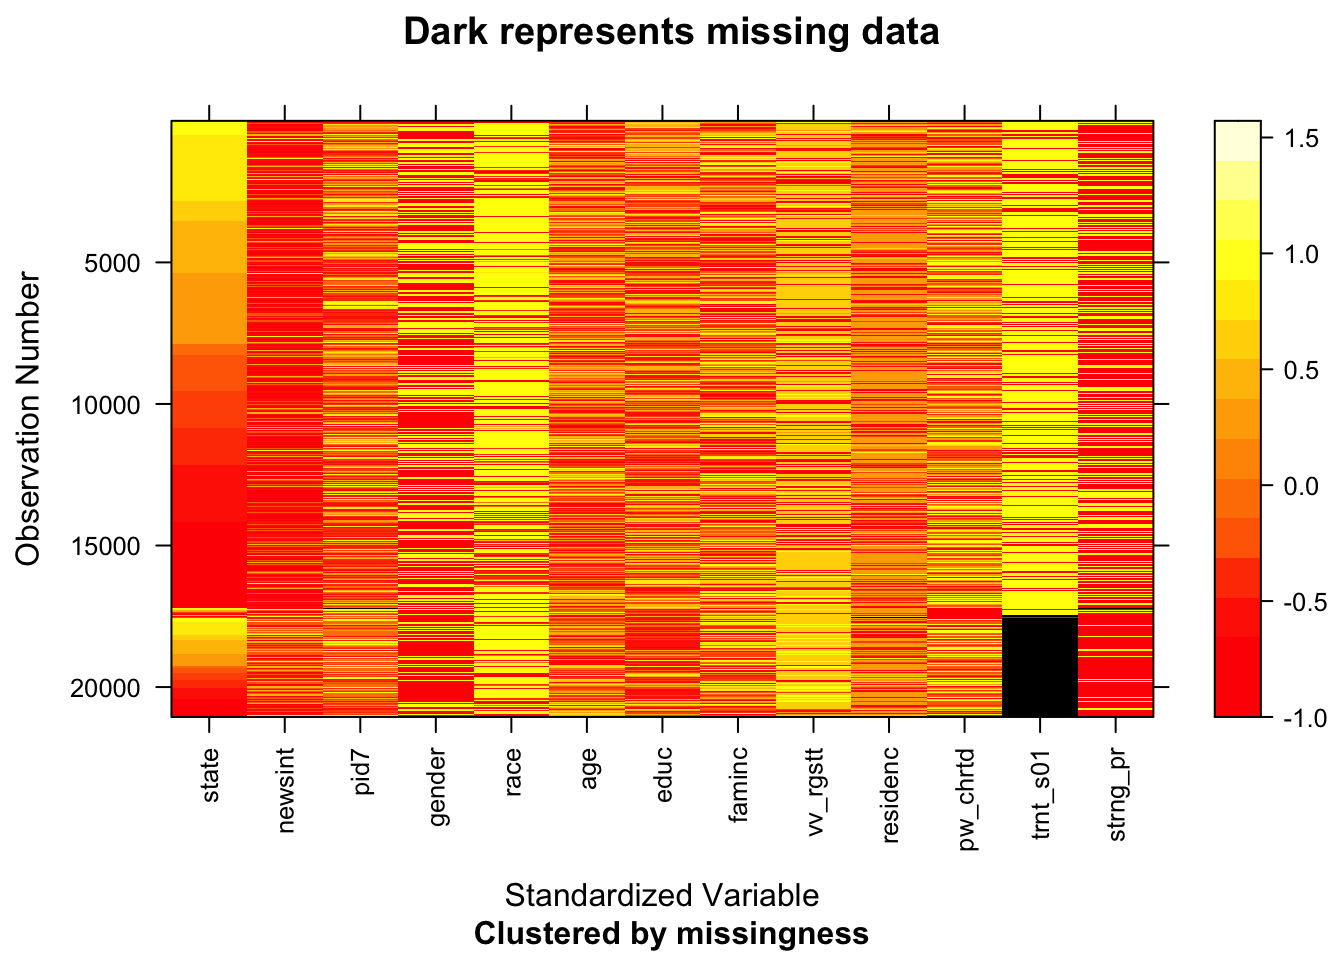 Dark represents missing data
Observation Number
5000
10000
15000
20000
state
newsint
pid7
gender
race
age
educ
faminc
vv_rgstt
residenc
pw_chrtd
trnt_s01
strng_pr
1.5
1.0
0.5
0.0
-0.5
-1.0
Standardized Variable
Clustered by missingness